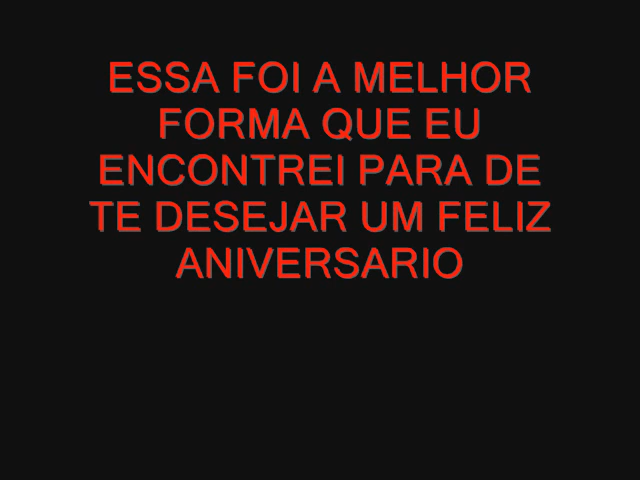 ESSA FOI A MELHOR
FORMA QUE EU
ENCONTREI PARA DE
TE DESEJAR UM FELIZ
ANIVERSARIO